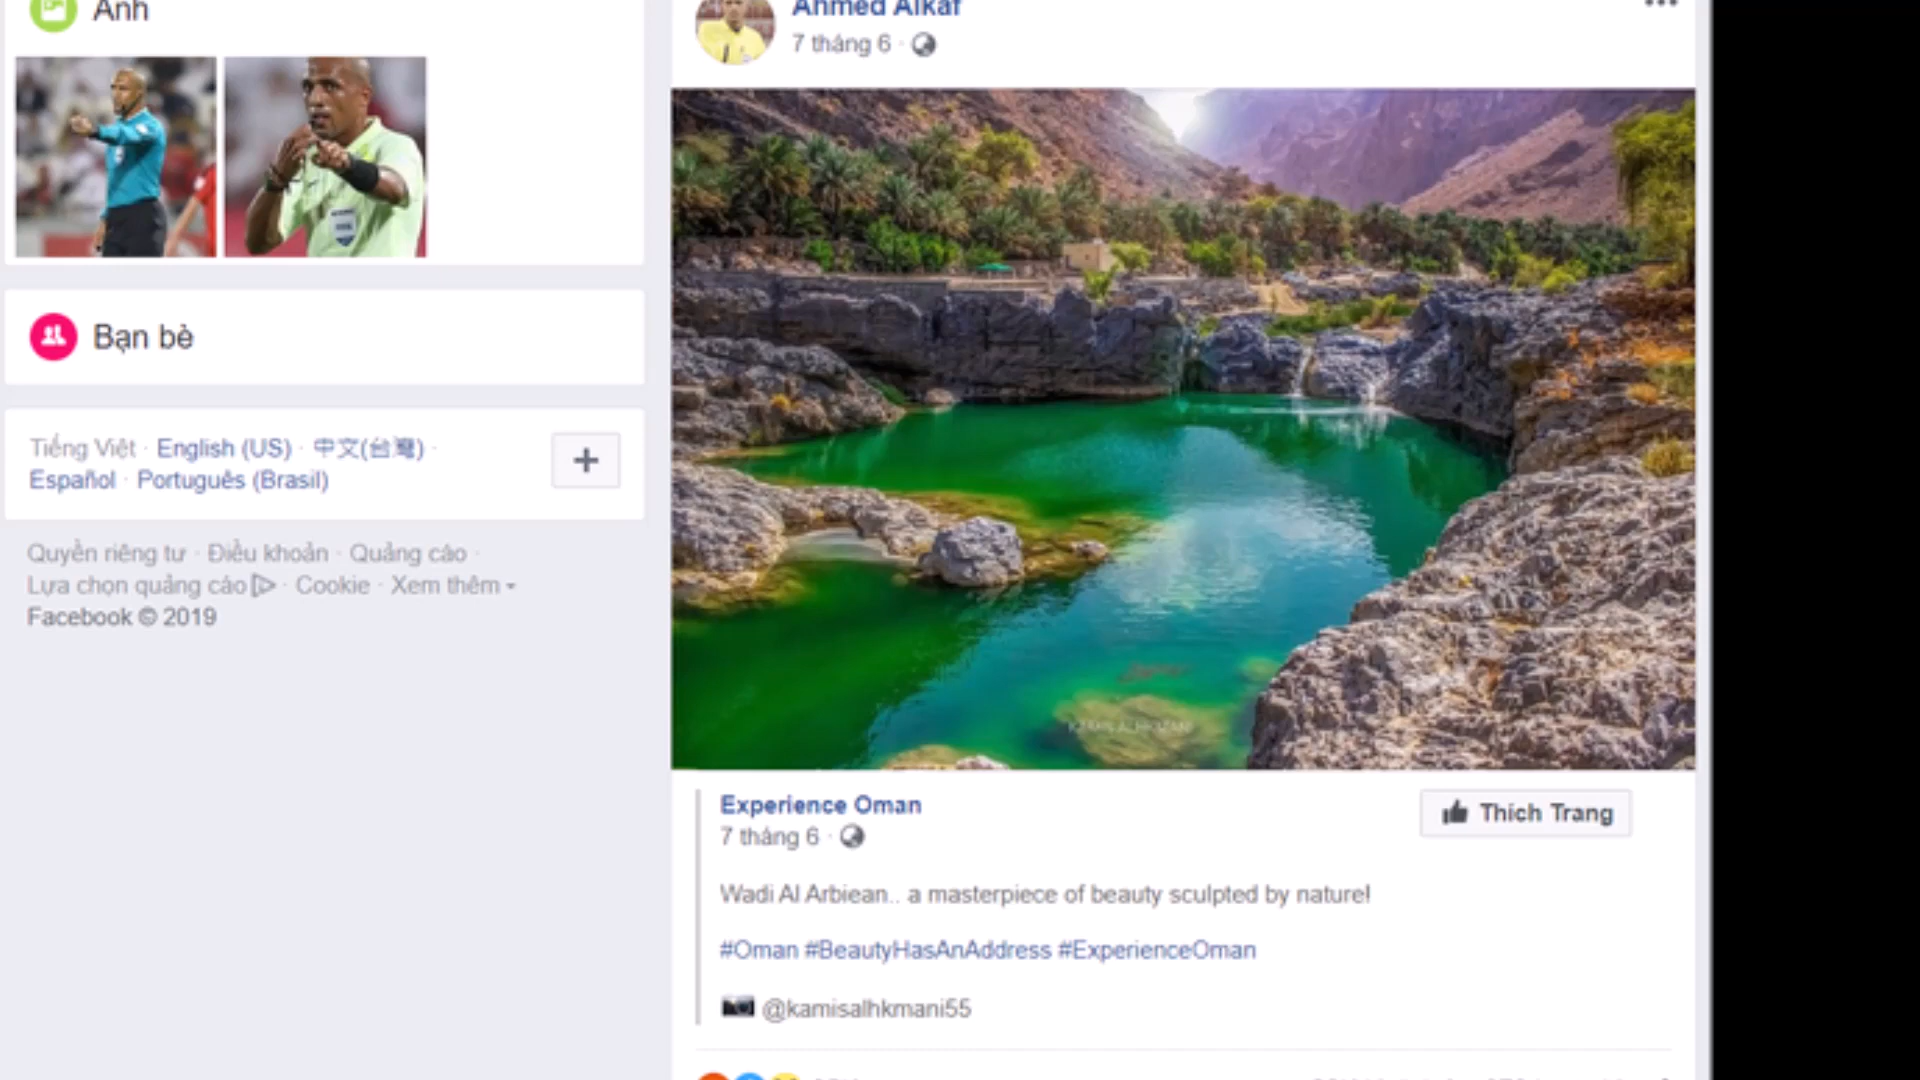 Ảnh
Ahmed Alkaf
7 tháng 6 ·
Bạn bè
Tiếng Việt · English (US) · 中文(台灣) ·
Español · Português (Brasil)
+
Quyền riêng tư · Điều khoản · Quảng cáo ·
Lựa chọn quảng cáo · Cookie · Xem thêm
Facebook © 2019
Experience Oman
7 tháng 6 ·
Thích Trang
Wadi Al Arbiean.. a masterpiece of beauty sculpted by nature!
#Oman #BeautyHasAnAddress #ExperienceOman
@kamisalhkmani55